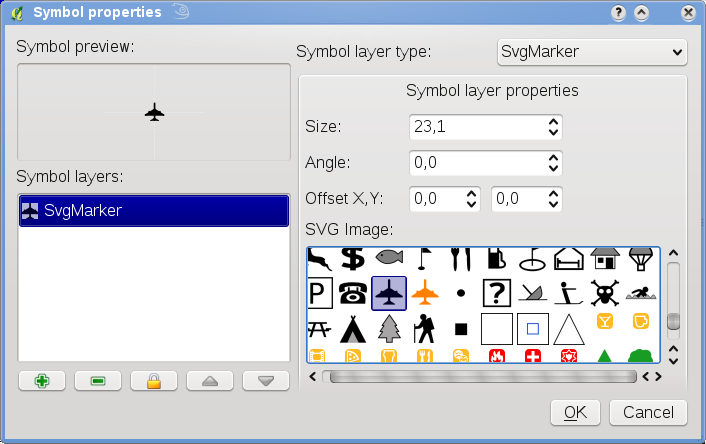 Symbol properties
Symbol preview:
Symbol layers:
SvgMarker
Symbol layer type:
SvgMarker
Symbol layer properties
Size:
23,1
Angle:
0,0
Offset X,Y:
0,0
0,0
SVG Image:
$
P
?
OK
Cancel